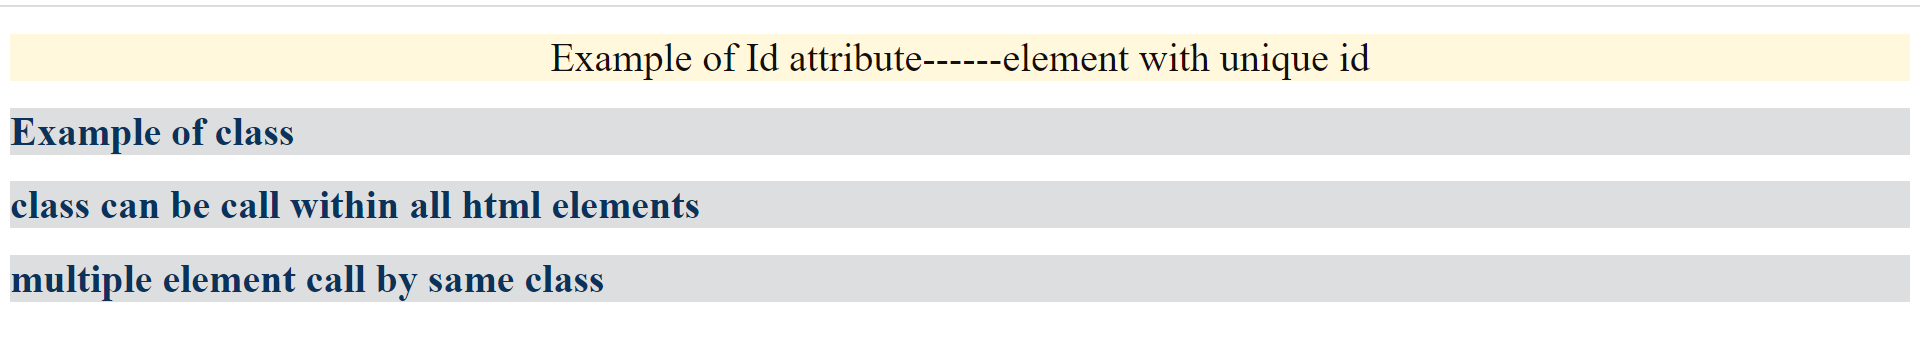 Example of Id attribute------element with unique id
Example of class
class can be call within all html elements
multiple element call by same class